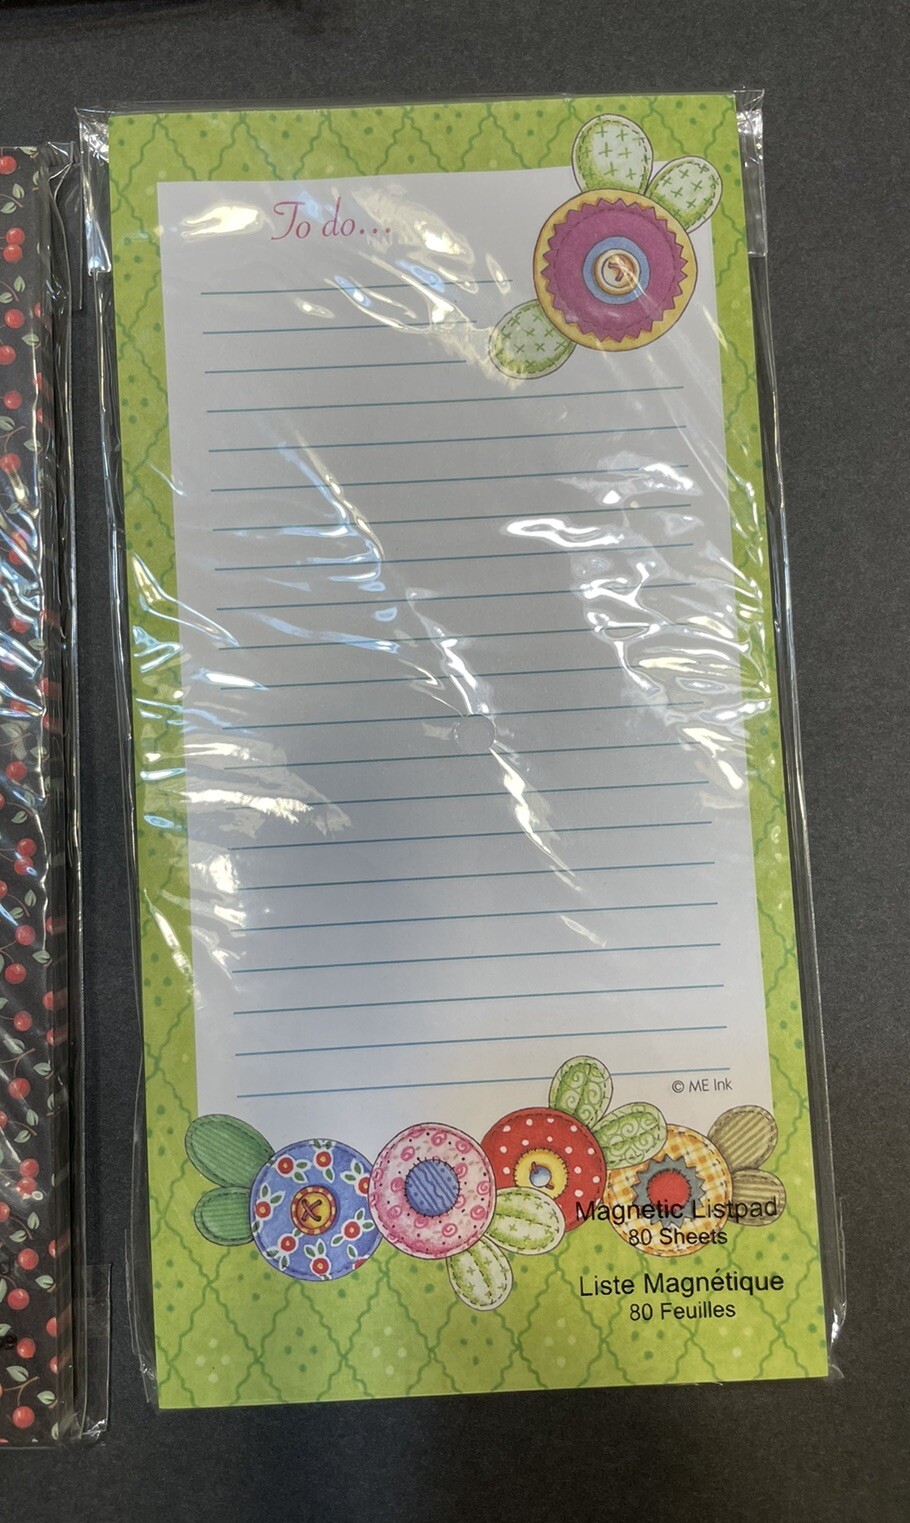 To do...
© ME Ink
Magnetic Listpad
80 Sheets
Liste Magnétique
80 Feuilles